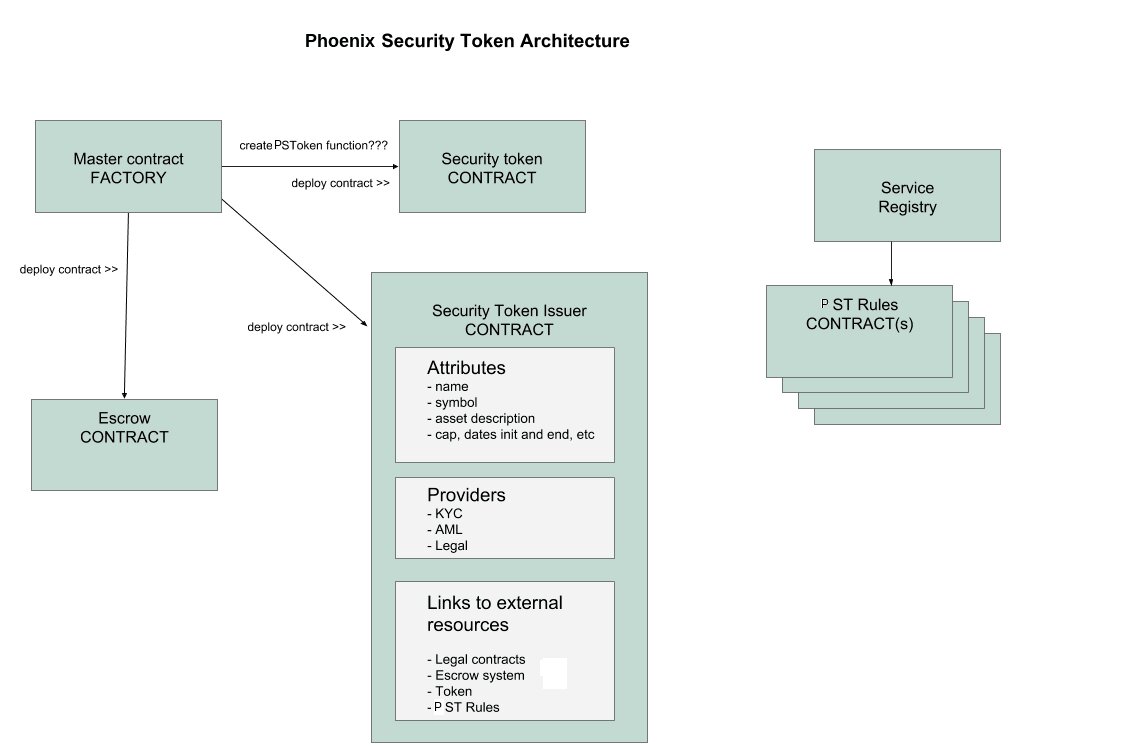 Phoenix Security Token Architecture
Master contract
FACTORY
createPSToken function???
deploy contract >>
Security token
CONTRACT
Service
Registry
deploy contract >>
deploy contract >>
Escrow
CONTRACT
Security Token Issuer
CONTRACT
Attributes
- name
- symbol
- asset description
- cap, dates init and end, etc
Providers
- KYC
- AML
- Legal
Links to external
resources
- Legal contracts
- Escrow system
- Token
- P ST Rules
P ST Rules
CONTRACT(s)